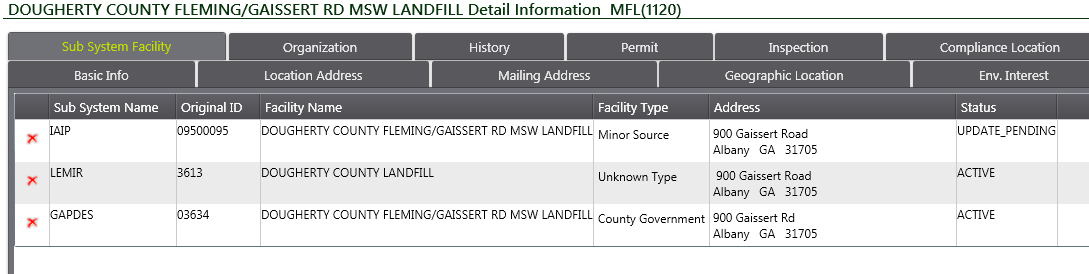 DOUGHERTY COUNTY FLEMING/GAISSERT RD MSW LANDFILL Detail Information MFL(1120)
Sub System Facility Organization History Permit Inspection Compliance Location
Basic Info Location Address Mailing Address Geographic Location Env. Interest
Sub System Name Original ID Facility Name Facility Type Address Status
IAIP 09500095 DOUGHERTY COUNTY FLEMING/GAISSERT RD MSW LANDFILL Minor Source 900 Gaissert Road UPDATE_PENDING
Albany GA 31705
LEMIR 3613 DOUGHERTY COUNTY LANDFILL Unknown Type 900 Gaissert Road ACTIVE
Albany GA 31705
GAPDES 03634 DOUGHERTY COUNTY FLEMING/GAISSERT RD MSW LANDFILL County Government 900 Gaissert Rd ACTIVE
Albany GA 31705